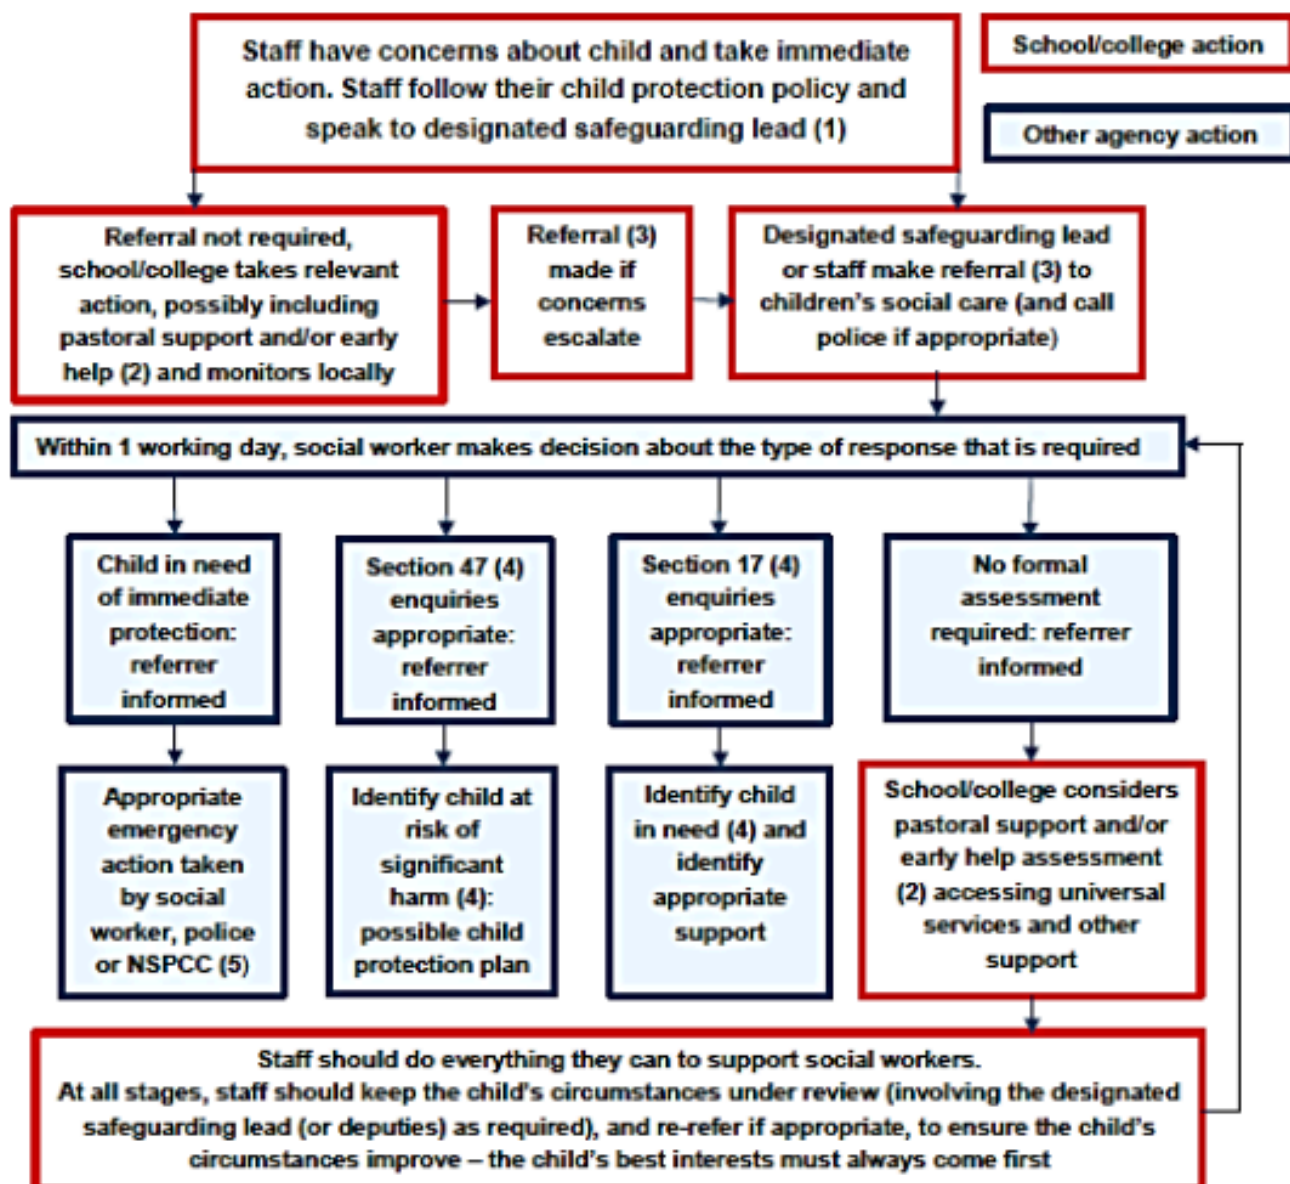 Staff have concerns about child and take immediate
action. Staff follow their child protection policy and
speak to designated safeguarding lead (1)
School/college action
Other agency action
Referral not required,
school/college takes relevant
action, possibly including
pastoral support and/or early
help (2) and monitors locally
Referral (3)
made if
concerns
escalate
Designated safeguarding lead
or staff make referral (3) to
children's social care (and call
police if appropriate)
Within 1 working day, social worker makes decision about the type of response that is required
Child in need
of immediate
protection:
referrer
informed
Section 47 (4)
enquiries
appropriate:
referrer
informed
Section 17 (4)
enquiries
appropriate:
referrer
informed
No formal
assessment
required: referrer
informed
Appropriate
emergency
action taken
by social
worker, police
or NSPCC (5)
Identify child at
risk of
significant
harm (4):
possible child
protection plan
Identify child
in need (4) and
identify
appropriate
support
School/college considers
pastoral support and/or
early help assessment
(2) accessing universal
services and other
support
Staff should do everything they can to support social workers.
At all stages, staff should keep the child's circumstances under review (involving the designated
safeguarding lead (or deputies) as required), and re-refer if appropriate, to ensure the child's
circumstances improve – the child's best interests must always come first